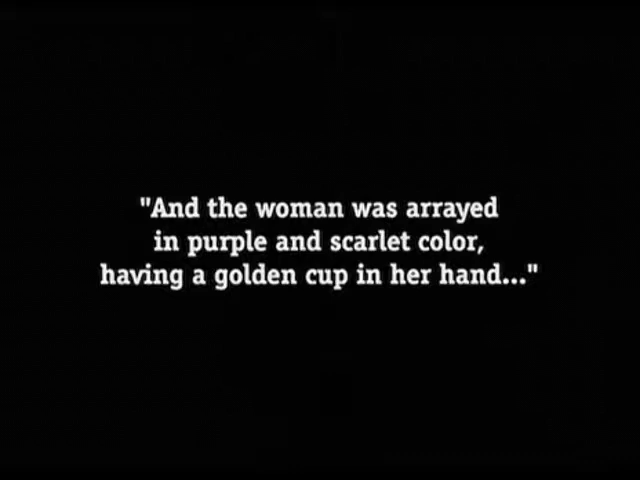 "And the woman was arrayed
in purple and scarlet color,
having a golden cup in her hand..."